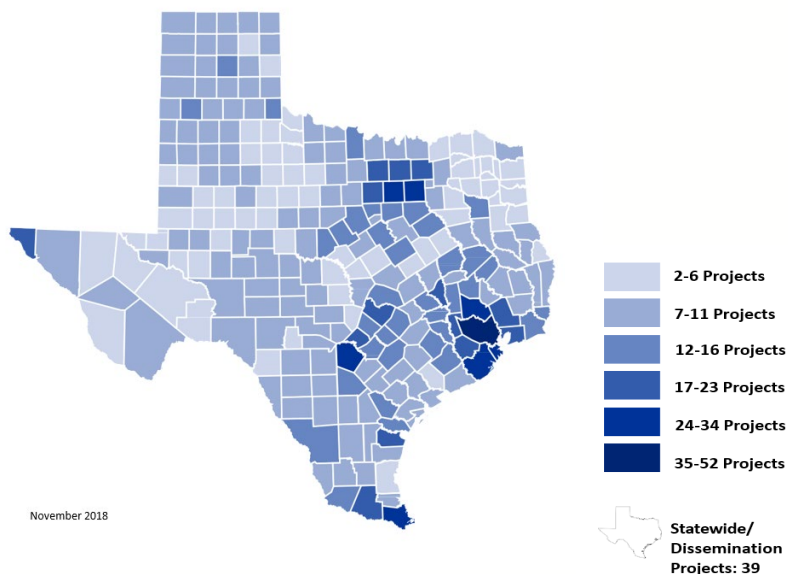 2-6 Projects
7-11 Projects
12-16 Projects
17-23 Projects
24-34 Projects
35-52 Projects
November 2018
Statewide/
Dissemination
Projects: 39